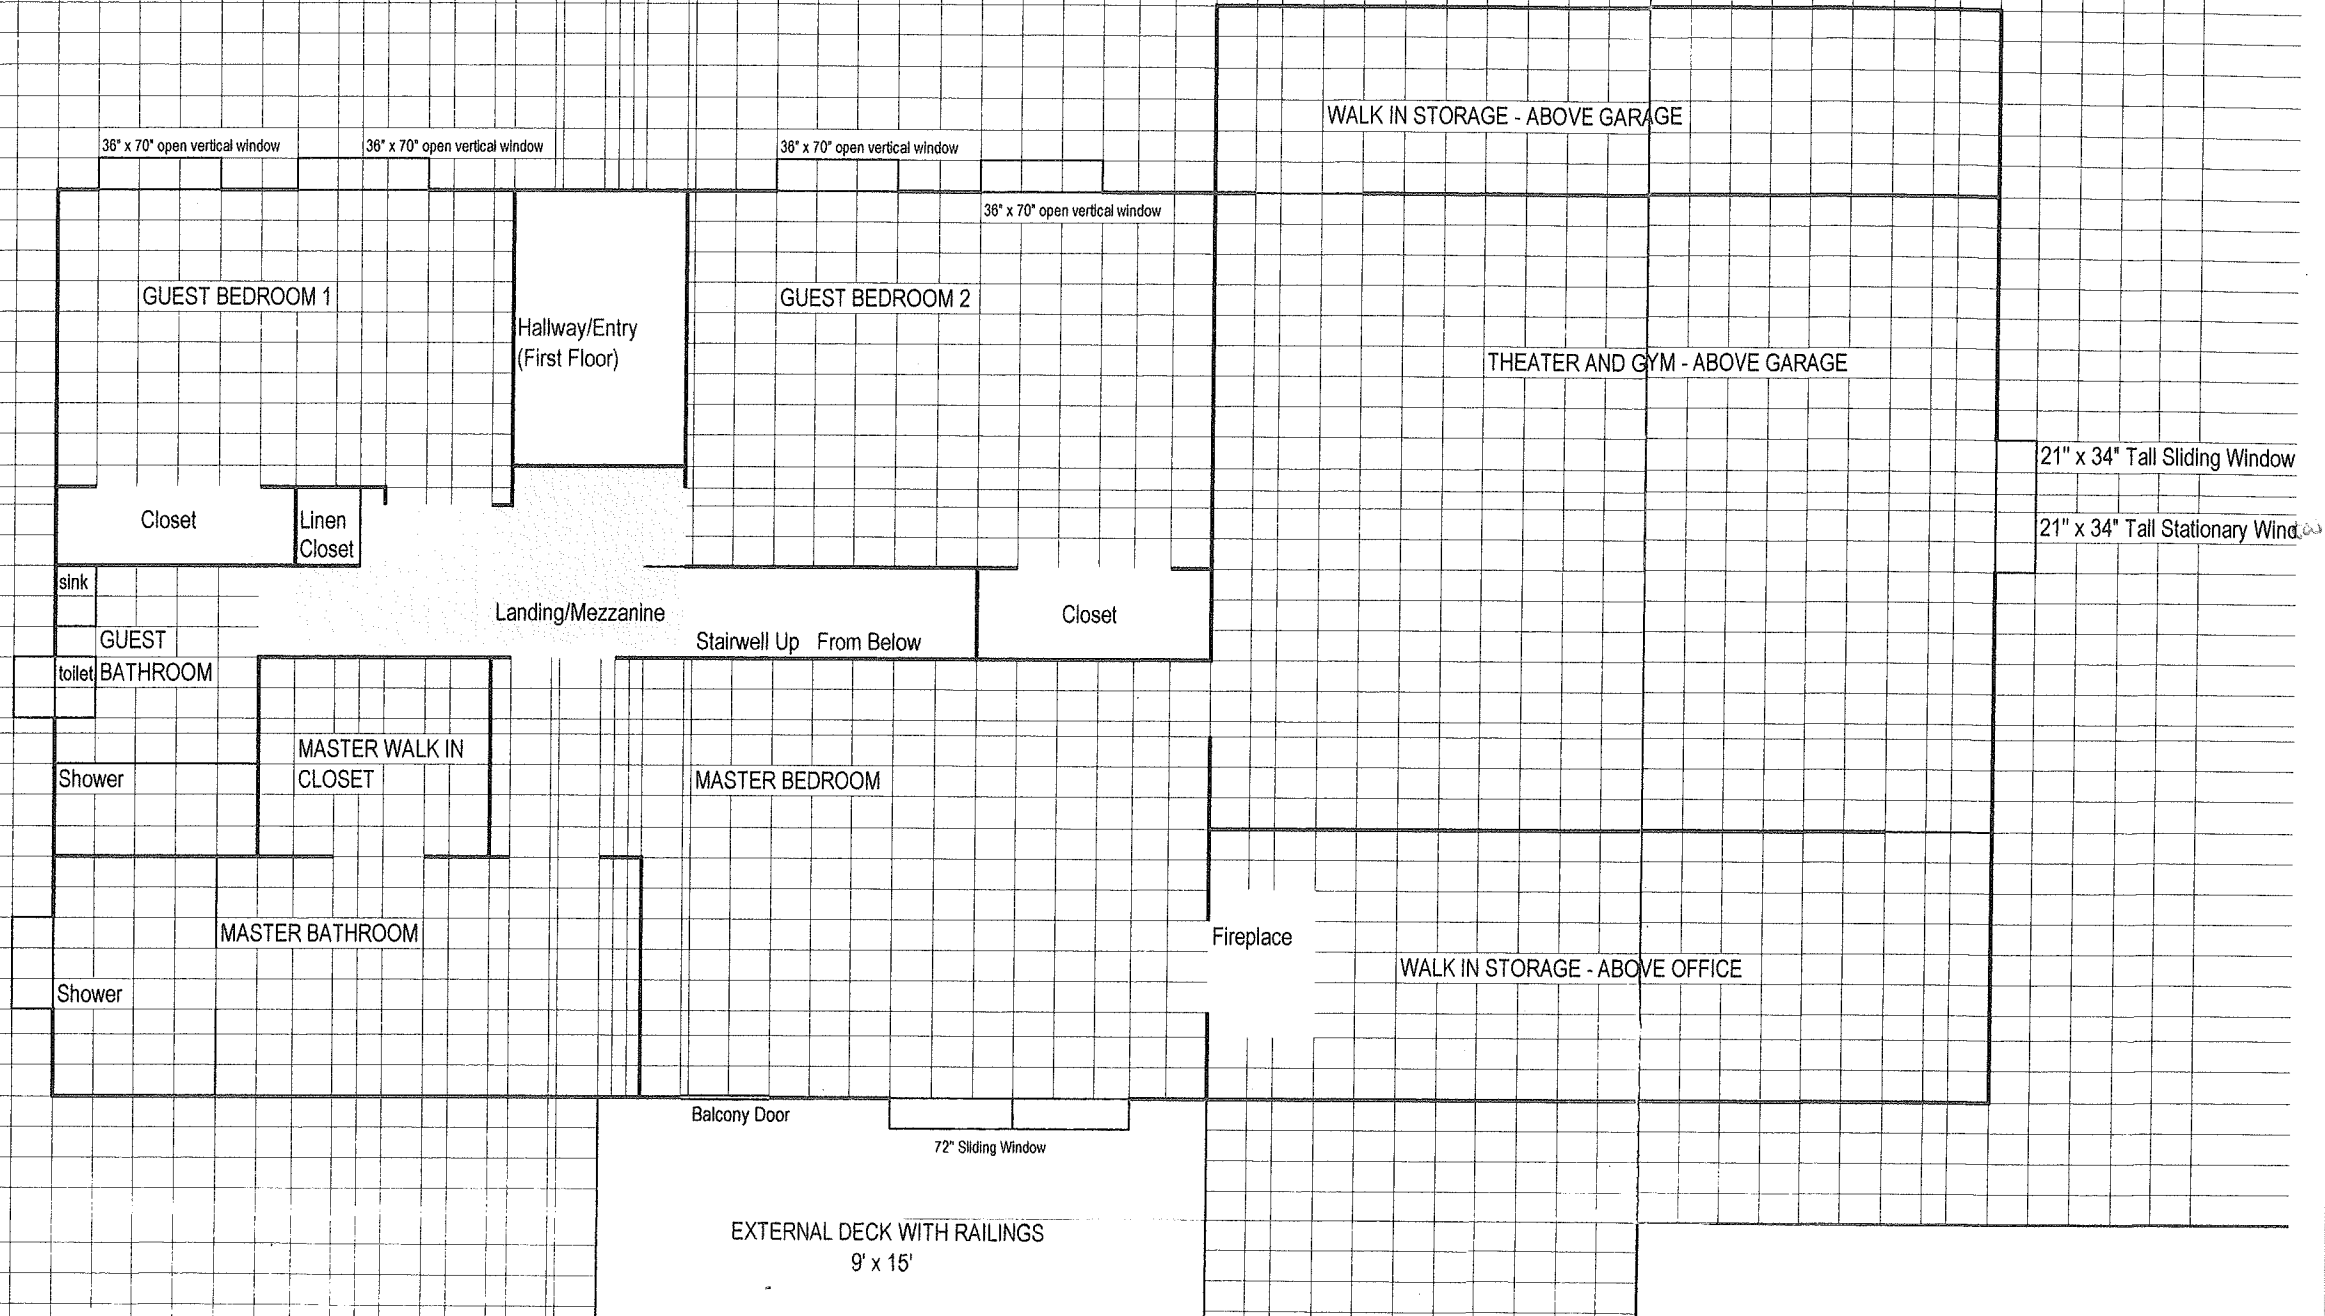 WALK IN STORAGE - ABOVE GARAGE
36" x 70" open vertical window
36" x 70" open vertical window
36" x 70" open vertical window
36" x 70" open vertical window
GUEST BEDROOM 1
Hallway/Entry
(First Floor)
GUEST BEDROOM 2
THEATER AND GYM - ABOVE GARAGE
21" x 34" Tall Sliding Window
21" x 34" Tall Stationary Window
Closet
Linen
Closet
sink
GUEST
BATHROOM
toilet
Landing/Mezzanine
Stairwell Up From Below
Closet
Shower
MASTER WALK IN
CLOSET
MASTER BEDROOM
MASTER BATHROOM
Shower
Fireplace
WALK IN STORAGE - ABOVE OFFICE
Balcony Door
72" Sliding Window
EXTERNAL DECK WITH RAILINGS
9' x 15'